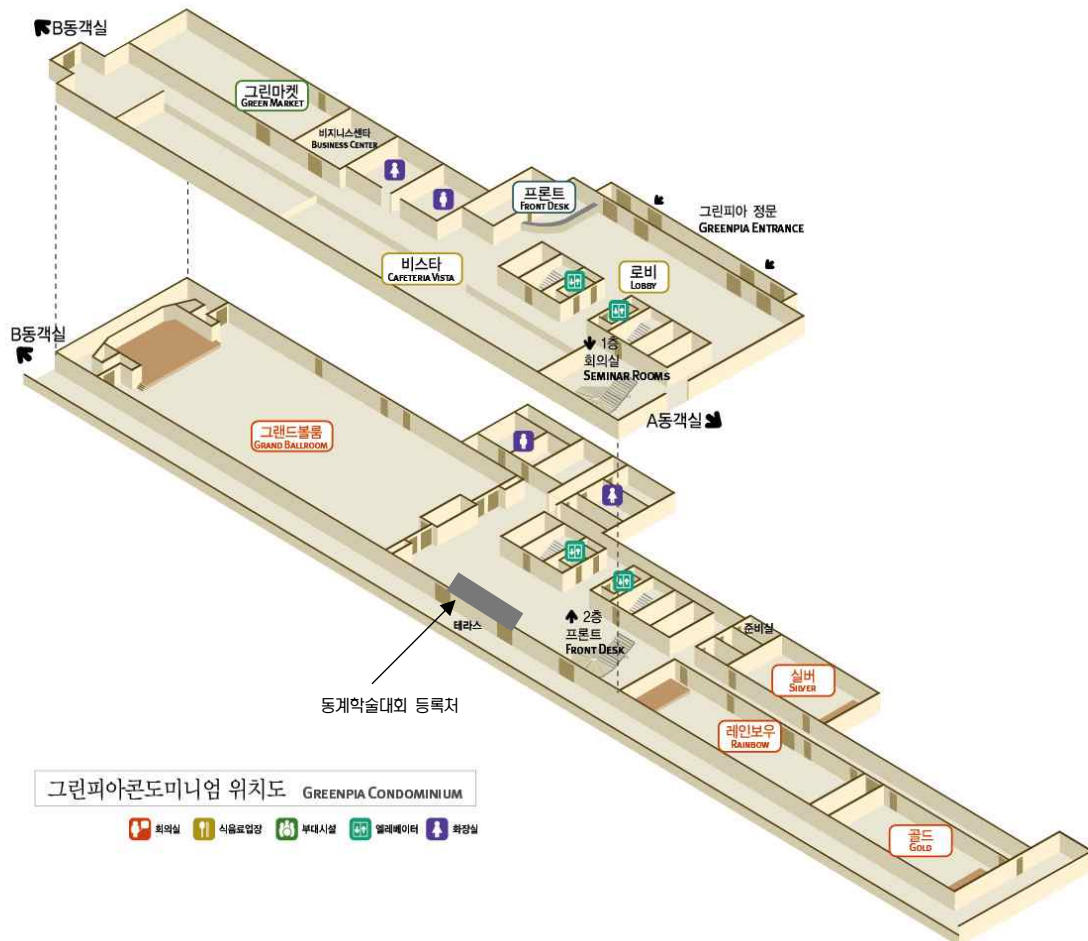 B동객실
그린마켓
GREEN MARKET
비지니스센타
BUSINESS CENTER
프론트
FRONT DESK
그린피아 정문
GREENPIA ENTRANCE
비스타
CAFETERIA VISTA
로비
LOBBY
B동객실
1층
회의실
SEMINAR ROOMS
A동객실
그랜드볼룸
GRAND BALLROOM
2층
프론트
FRONT DESK
테라스
준비실
실버
SILVER
동계학술대회 등록처
레인보우
RAINBOW
골드
GOLD
그린피아콘도미니엄 위치도 GREENPIA CONDOMINIUM
회의실 식음료업장 부대시설 엘레베이터 화장실